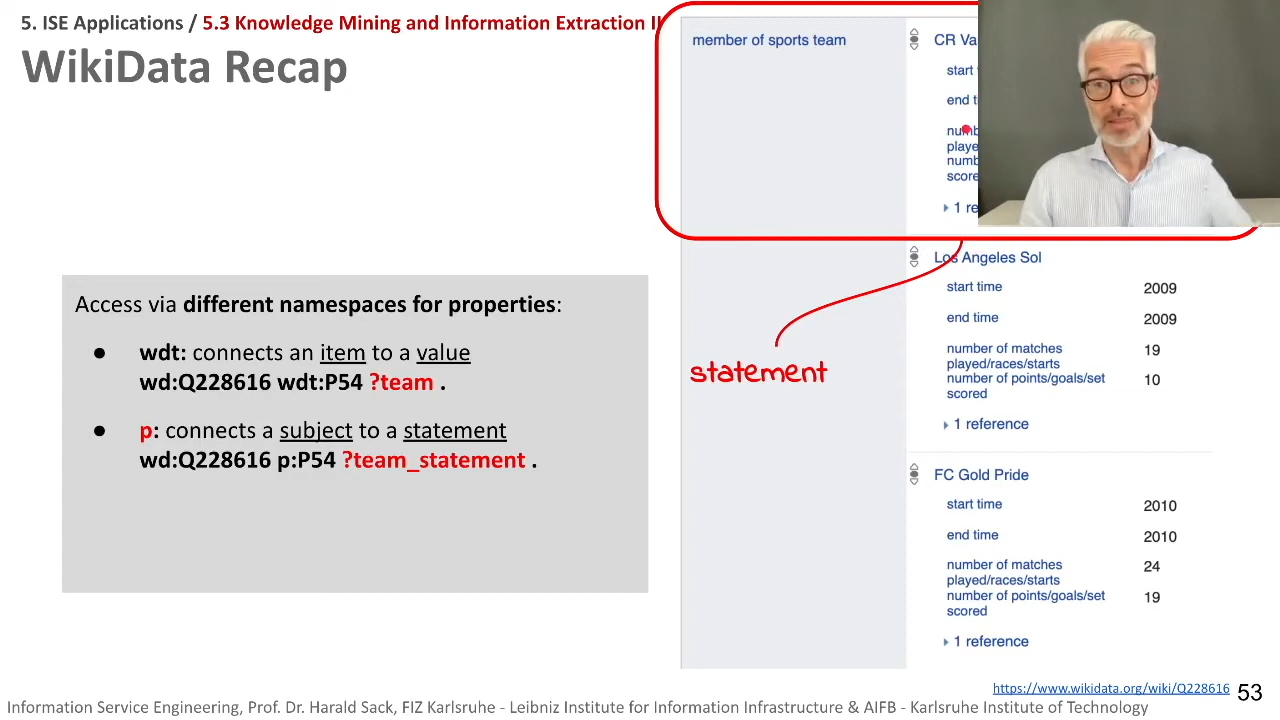 5. ISE Applications / 5.3 Knowledge Mining and Information Extraction II
WikiData Recap
Access via different namespaces for properties:
● wdt: connects an item to a value
wd:Q228616 wdt:P54 ?team .
● p: connects a subject to a statement
wd:Q228616 p:P54 ?team_statement .
member of sports team
CR
start
end
1
statement
Los Angeles Sol
start time 2009
end time 2009
number of matches 19
played/races/starts
number of points/goals/set 10
scored
1 reference
FC Gold Pride
start time 2010
end time 2010
number of matches 24
played/races/starts
number of points/goals/set 19
scored
1 reference
https://www.wikidata.org/wiki/Q228616 53
Information Service Engineering, Prof. Dr. Harald Sack, FIZ Karlsruhe - Leibniz Institute for Information Infrastructure & AIFB - Karlsruhe Institute of Technology